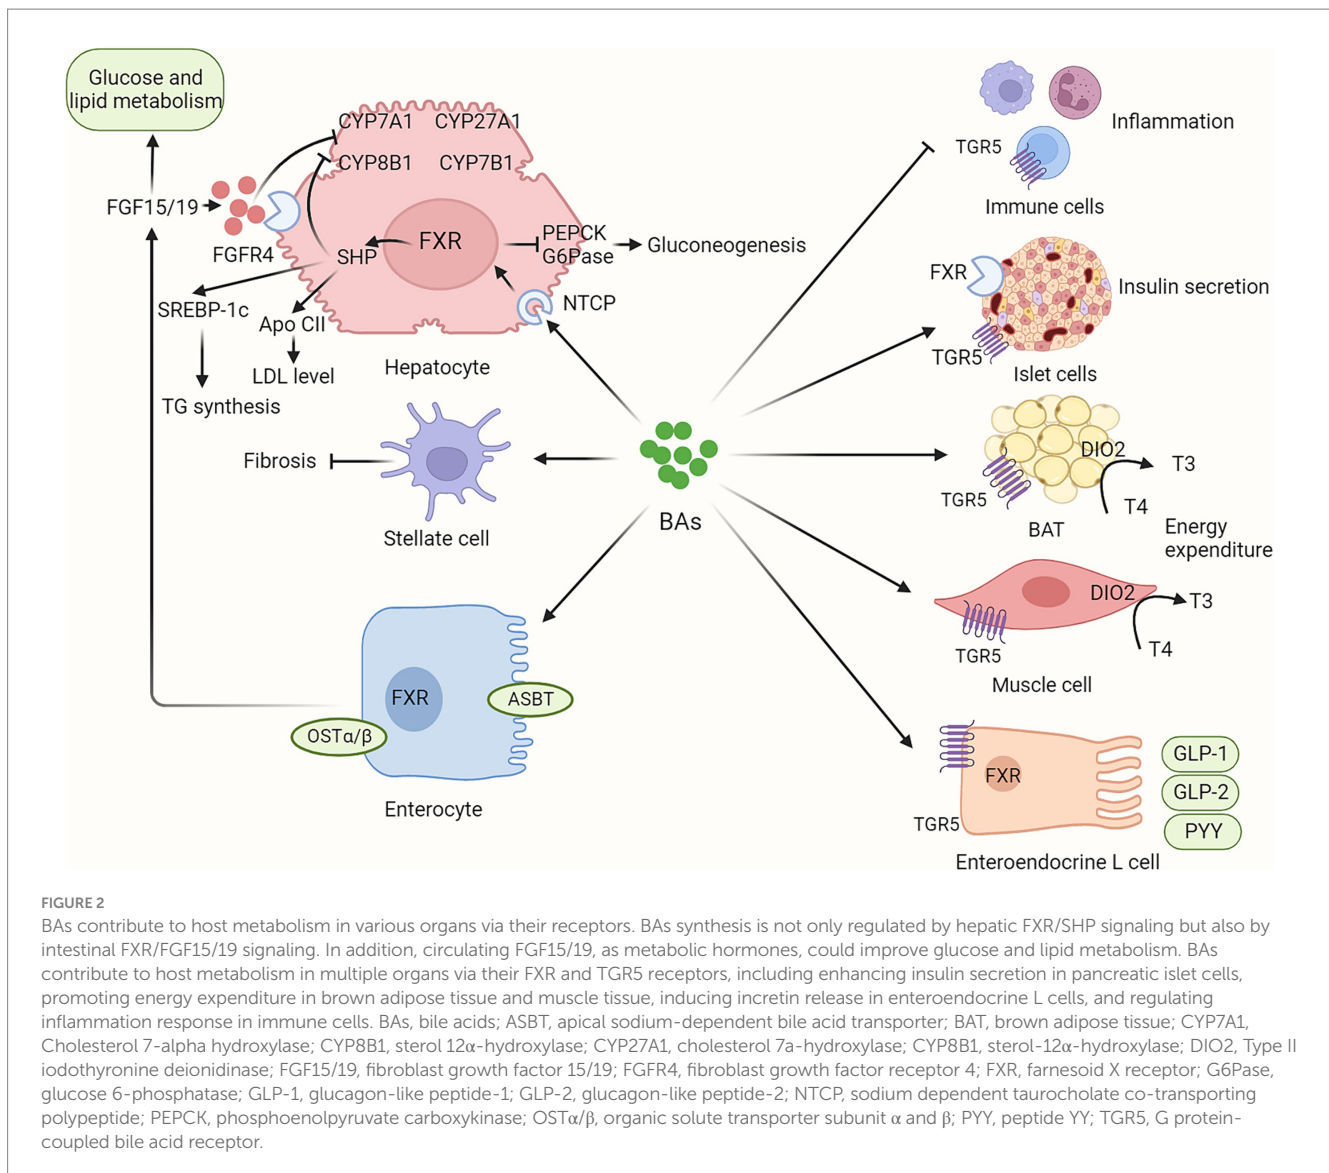 Glucose and
lipid metabolism
FGF15/19
FGFR4
CYP7A1 CYP27A1
CYP8B1 CYP7B1
FXR
SHP
PEPCK
G6Pase
Gluconeogenesis
NTCP
SREBP-1c
Apo CII
LDL level
TG synthesis
Hepatocyte
Fibrosis
Stellate cell
BAs
FXR
ASBT
OSTα/β
Enterocyte
TGR5
Inflammation
Immune cells
FXR
Insulin secretion
TGR5
Islet cells
DIO2
T3
TGR5
T4
BAT
Energy
expenditure
DIO2
T3
TGR5
T4
Muscle cell
FXR
TGR5
GLP-1
GLP-2
PYY
Enteroendocrine L cell
FIGURE 2
BAs contribute to host metabolism in various organs via their receptors. BAs synthesis is not only regulated by hepatic FXR/SHP signaling but also by
intestinal FXR/FGF15/19 signaling. In addition, circulating FGF15/19, as metabolic hormones, could improve glucose and lipid metabolism. BAs
contribute to host metabolism in multiple organs via their FXR and TGR5 receptors, including enhancing insulin secretion in pancreatic islet cells,
promoting energy expenditure in brown adipose tissue and muscle tissue, inducing incretin release in enteroendocrine L cells, and regulating
inflammation response in immune cells. BAs, bile acids; ASBT, apical sodium-dependent bile acid transporter; BAT, brown adipose tissue; CYP7A1,
Cholesterol 7-alpha hydroxylase; CYP8B1, sterol 12α-hydroxylase; CYP27A1, cholesterol 7a-hydroxylase; CYP8B1, sterol-12α-hydroxylase; DIO2, Type II
iodothyronine deionidinase; FGF15/19, fibroblast growth factor 15/19; FGFR4, fibroblast growth factor receptor 4; FXR, farnesoid X receptor; G6Pase,
glucose 6-phosphatase; GLP-1, glucagon-like peptide-1; GLP-2, glucagon-like peptide-2; NTCP, sodium dependent taurocholate co-transporting
polypeptide; PEPCK, phosphoenolpyruvate carboxykinase; OSTα/β, organic solute transporter subunit α and β; PYY, peptide YY; TGR5, G protein-
coupled bile acid receptor.